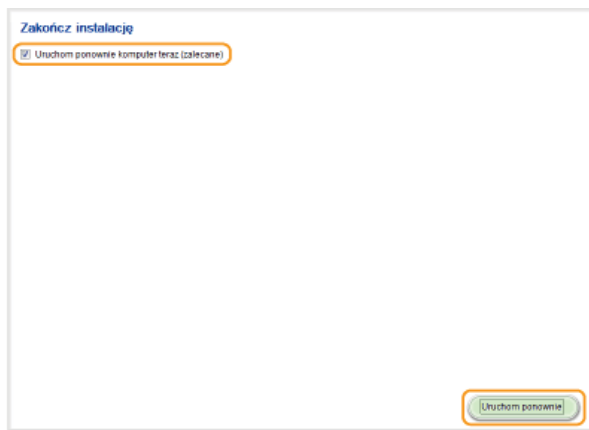 Zakończ instalację
Uruchom ponownie komputer teraz (zalecane)
Uruchom ponownie